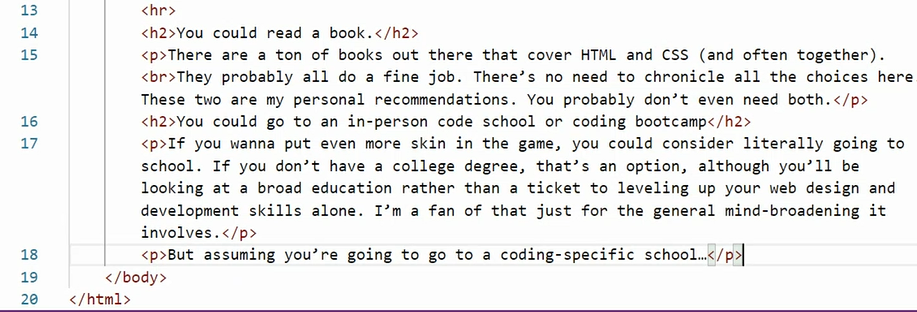 13 <hr>
14 <h2>You could read a book.</h2>
15 <p>There are a ton of books out there that cover HTML and CSS (and often together).
<br>They probably all do a fine job. There’s no need to chronicle all the choices here
These two are my personal recommendations. You probably don’t even need both.</p>
16 <h2>You could go to an in-person code school or coding bootcamp</h2>
17 <p>If you wanna put even more skin in the game, you could consider literally going to
school. If you don’t have a college degree, that’s an option, although you’ll be
looking at a broad education rather than a ticket to leveling up your web design and
development skills alone. I’m a fan of that just for the general mind-broadening it
involves.</p>
18 <p>But assuming you’re going to go to a coding-specific school…</p>
19 </body>
20 </html>